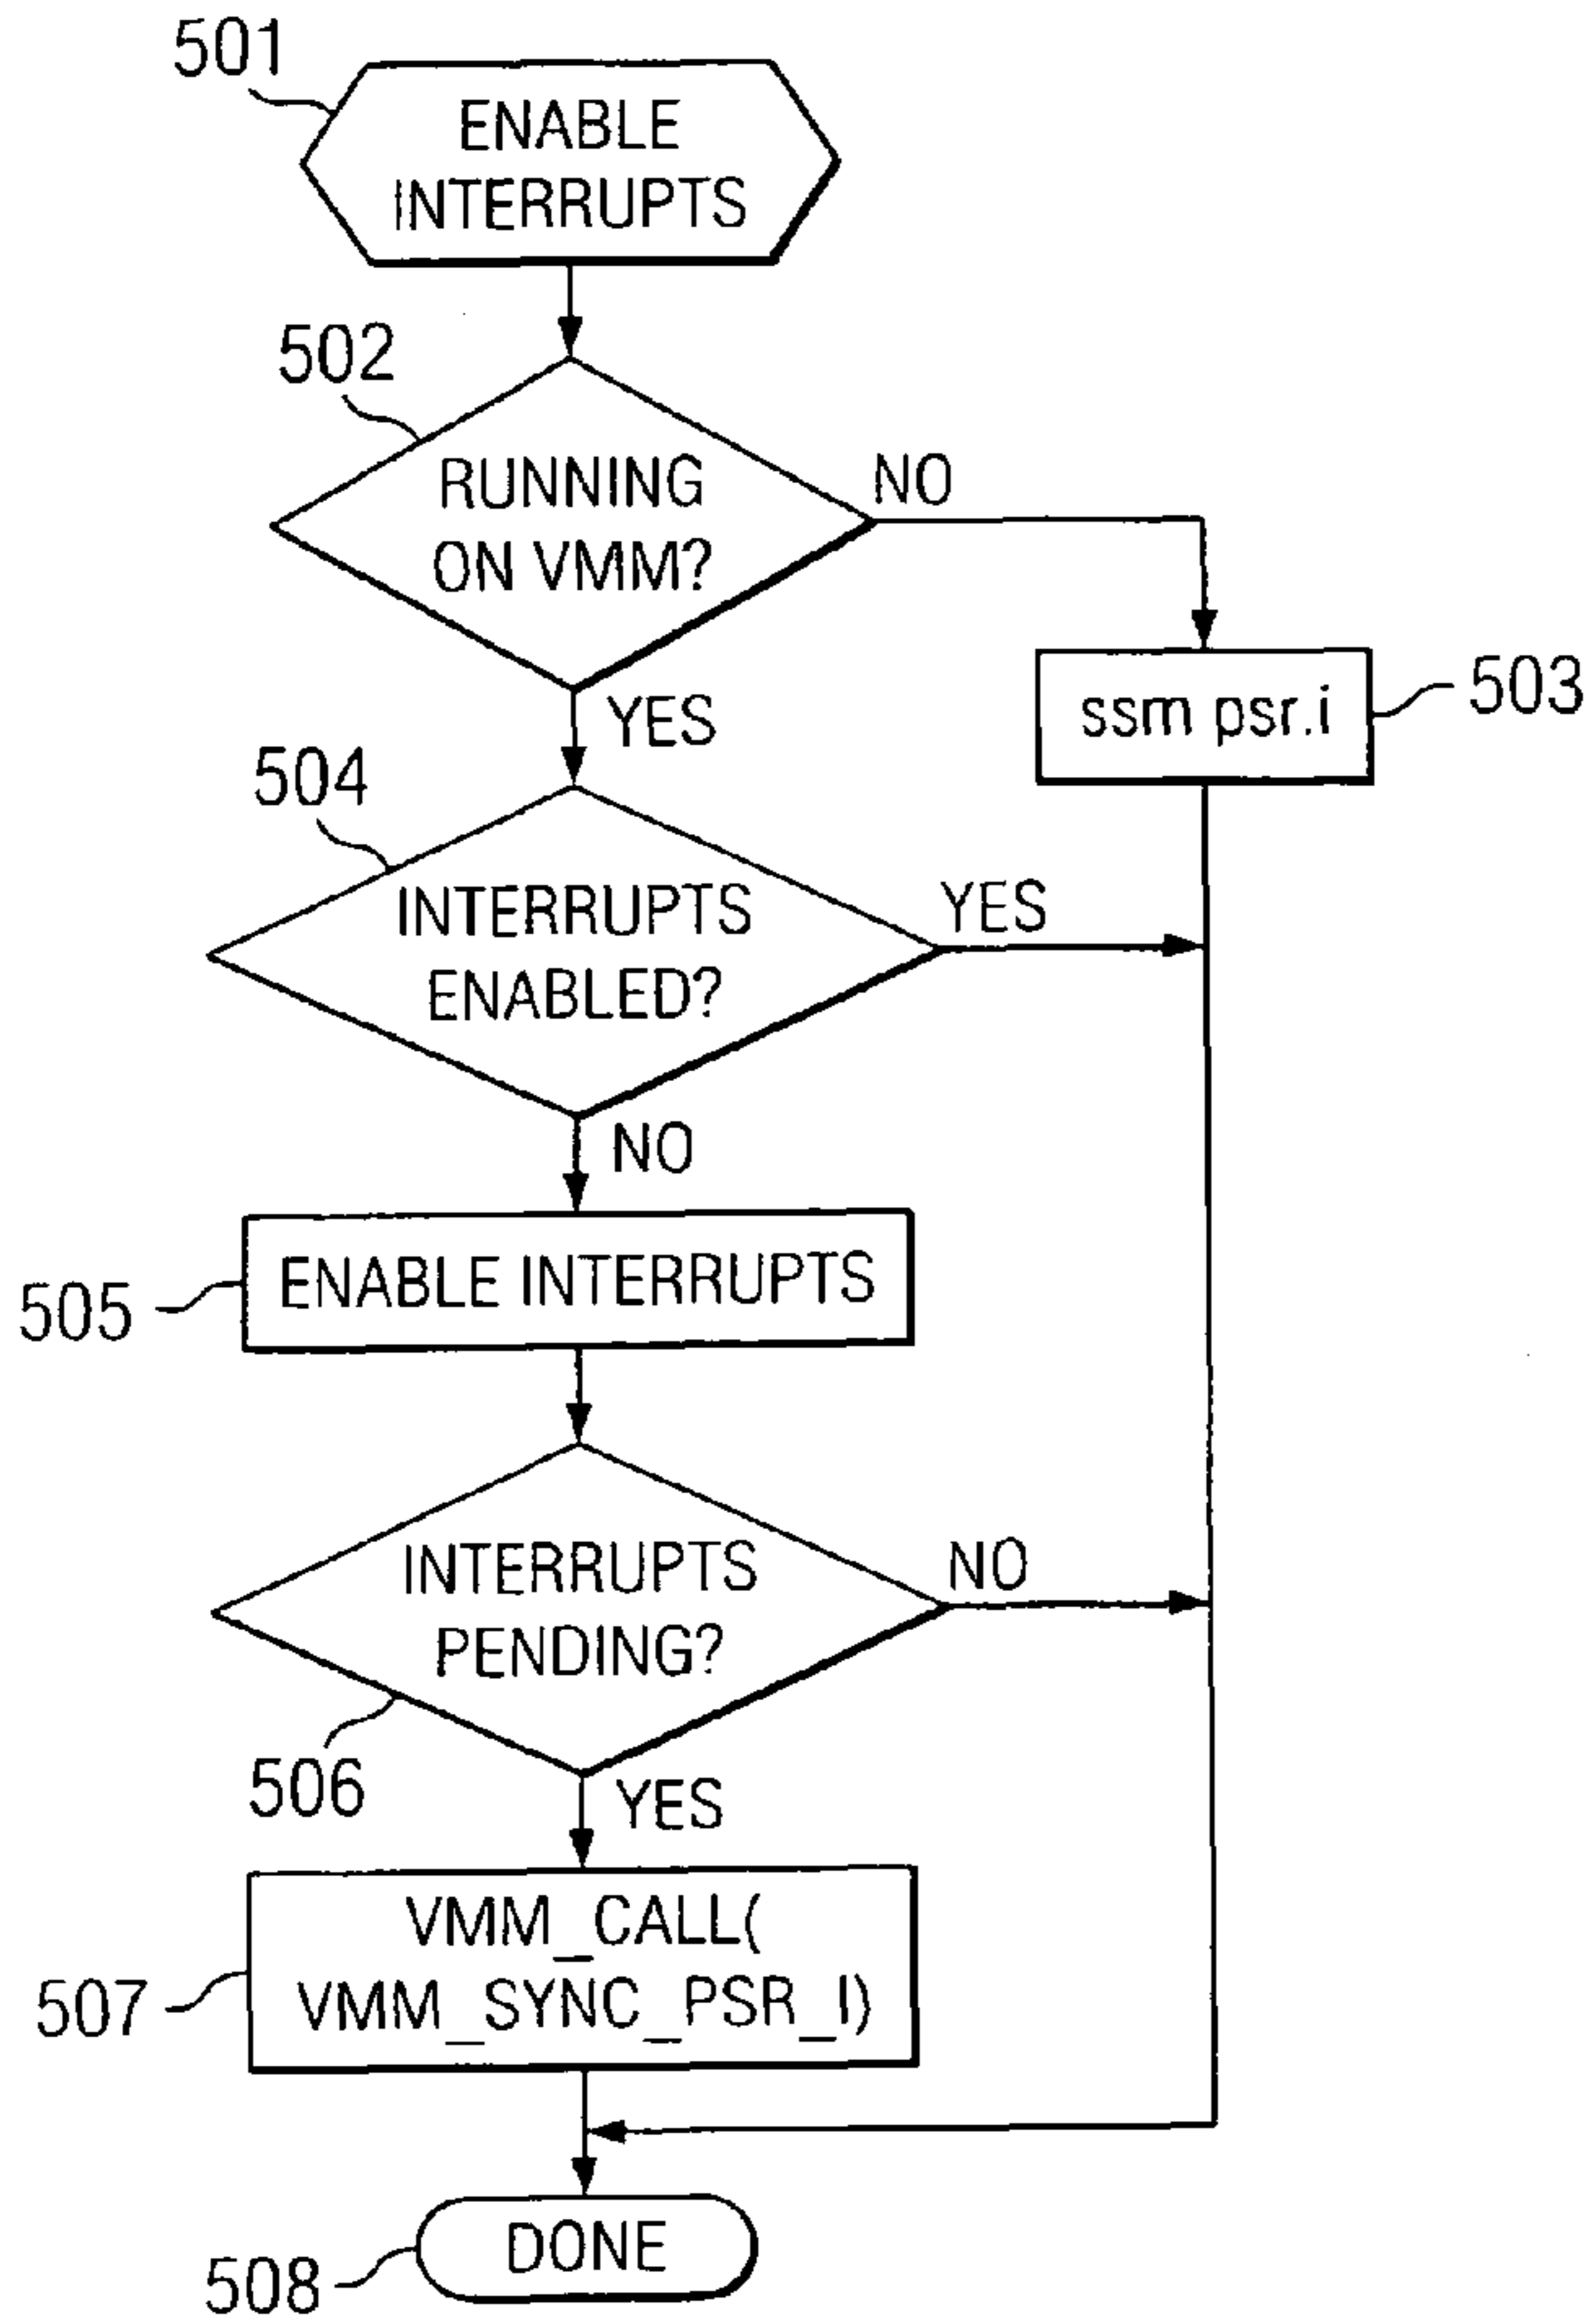 501
ENABLE
INTERRUPTS
502
RUNNING
ON VMM?
NO
YES
ssm psr.i
503
504
INTERRUPTS
ENABLED?
YES
NO
505
ENABLE INTERRUPTS
INTERRUPTS
PENDING?
NO
506
YES
507
VMM_CALL(
VMM_SYNC_PSR_I)
508
DONE